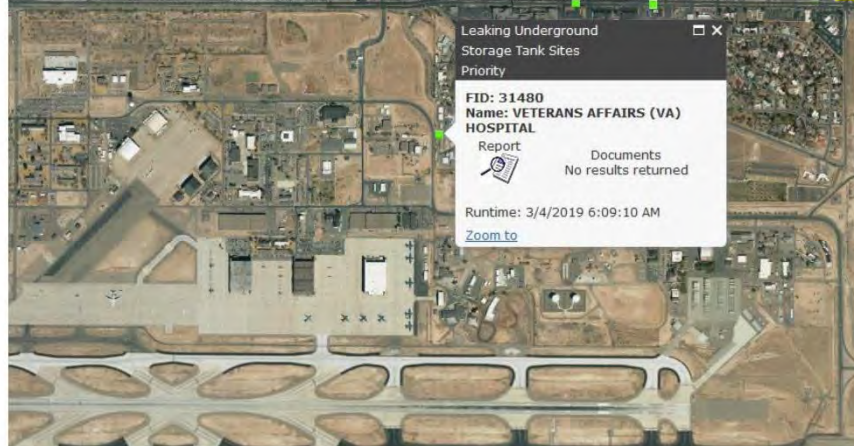 Leaking Underground
Storage Tank Sites
Priority
FID: 31480
Name: VETERANS AFFAIRS (VA)
HOSPITAL
Report
Documents
No results returned
Runtime: 3/4/2019 6:09:10 AM
Zoom to